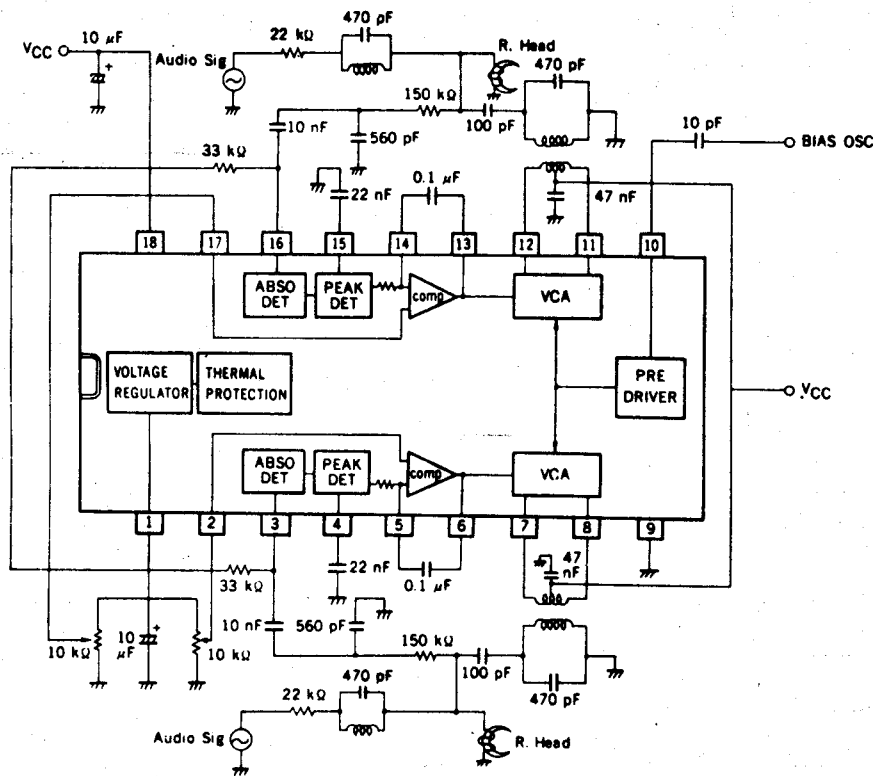 10 μF
VCC
Audio Sig
22 kΩ
470 pF
R. Head
470 pF
150 kΩ
100 pF
10 nF
560 pF
10 pF
BIAS OSC
33 kΩ
22 nF
0.1 μF
47 nF
18
17
16
15
14
13
12
11
10
ABSO
DET
PEAK
DET
comp
VCA
VOLTAGE
REGULATOR
THERMAL
PROTECTION
PRE
DRIVER
VCC
ABSO
DET
PEAK
DET
comp
VCA
1
2
3
4
5
6
7
8
9
33 kΩ
22 nF
0.1 μF
47
nF
10 kΩ
10
μF
10 kΩ
10 nF
560 pF
150 kΩ
100 pF
470 pF
22 kΩ
470 pF
Audio Sig
R. Head